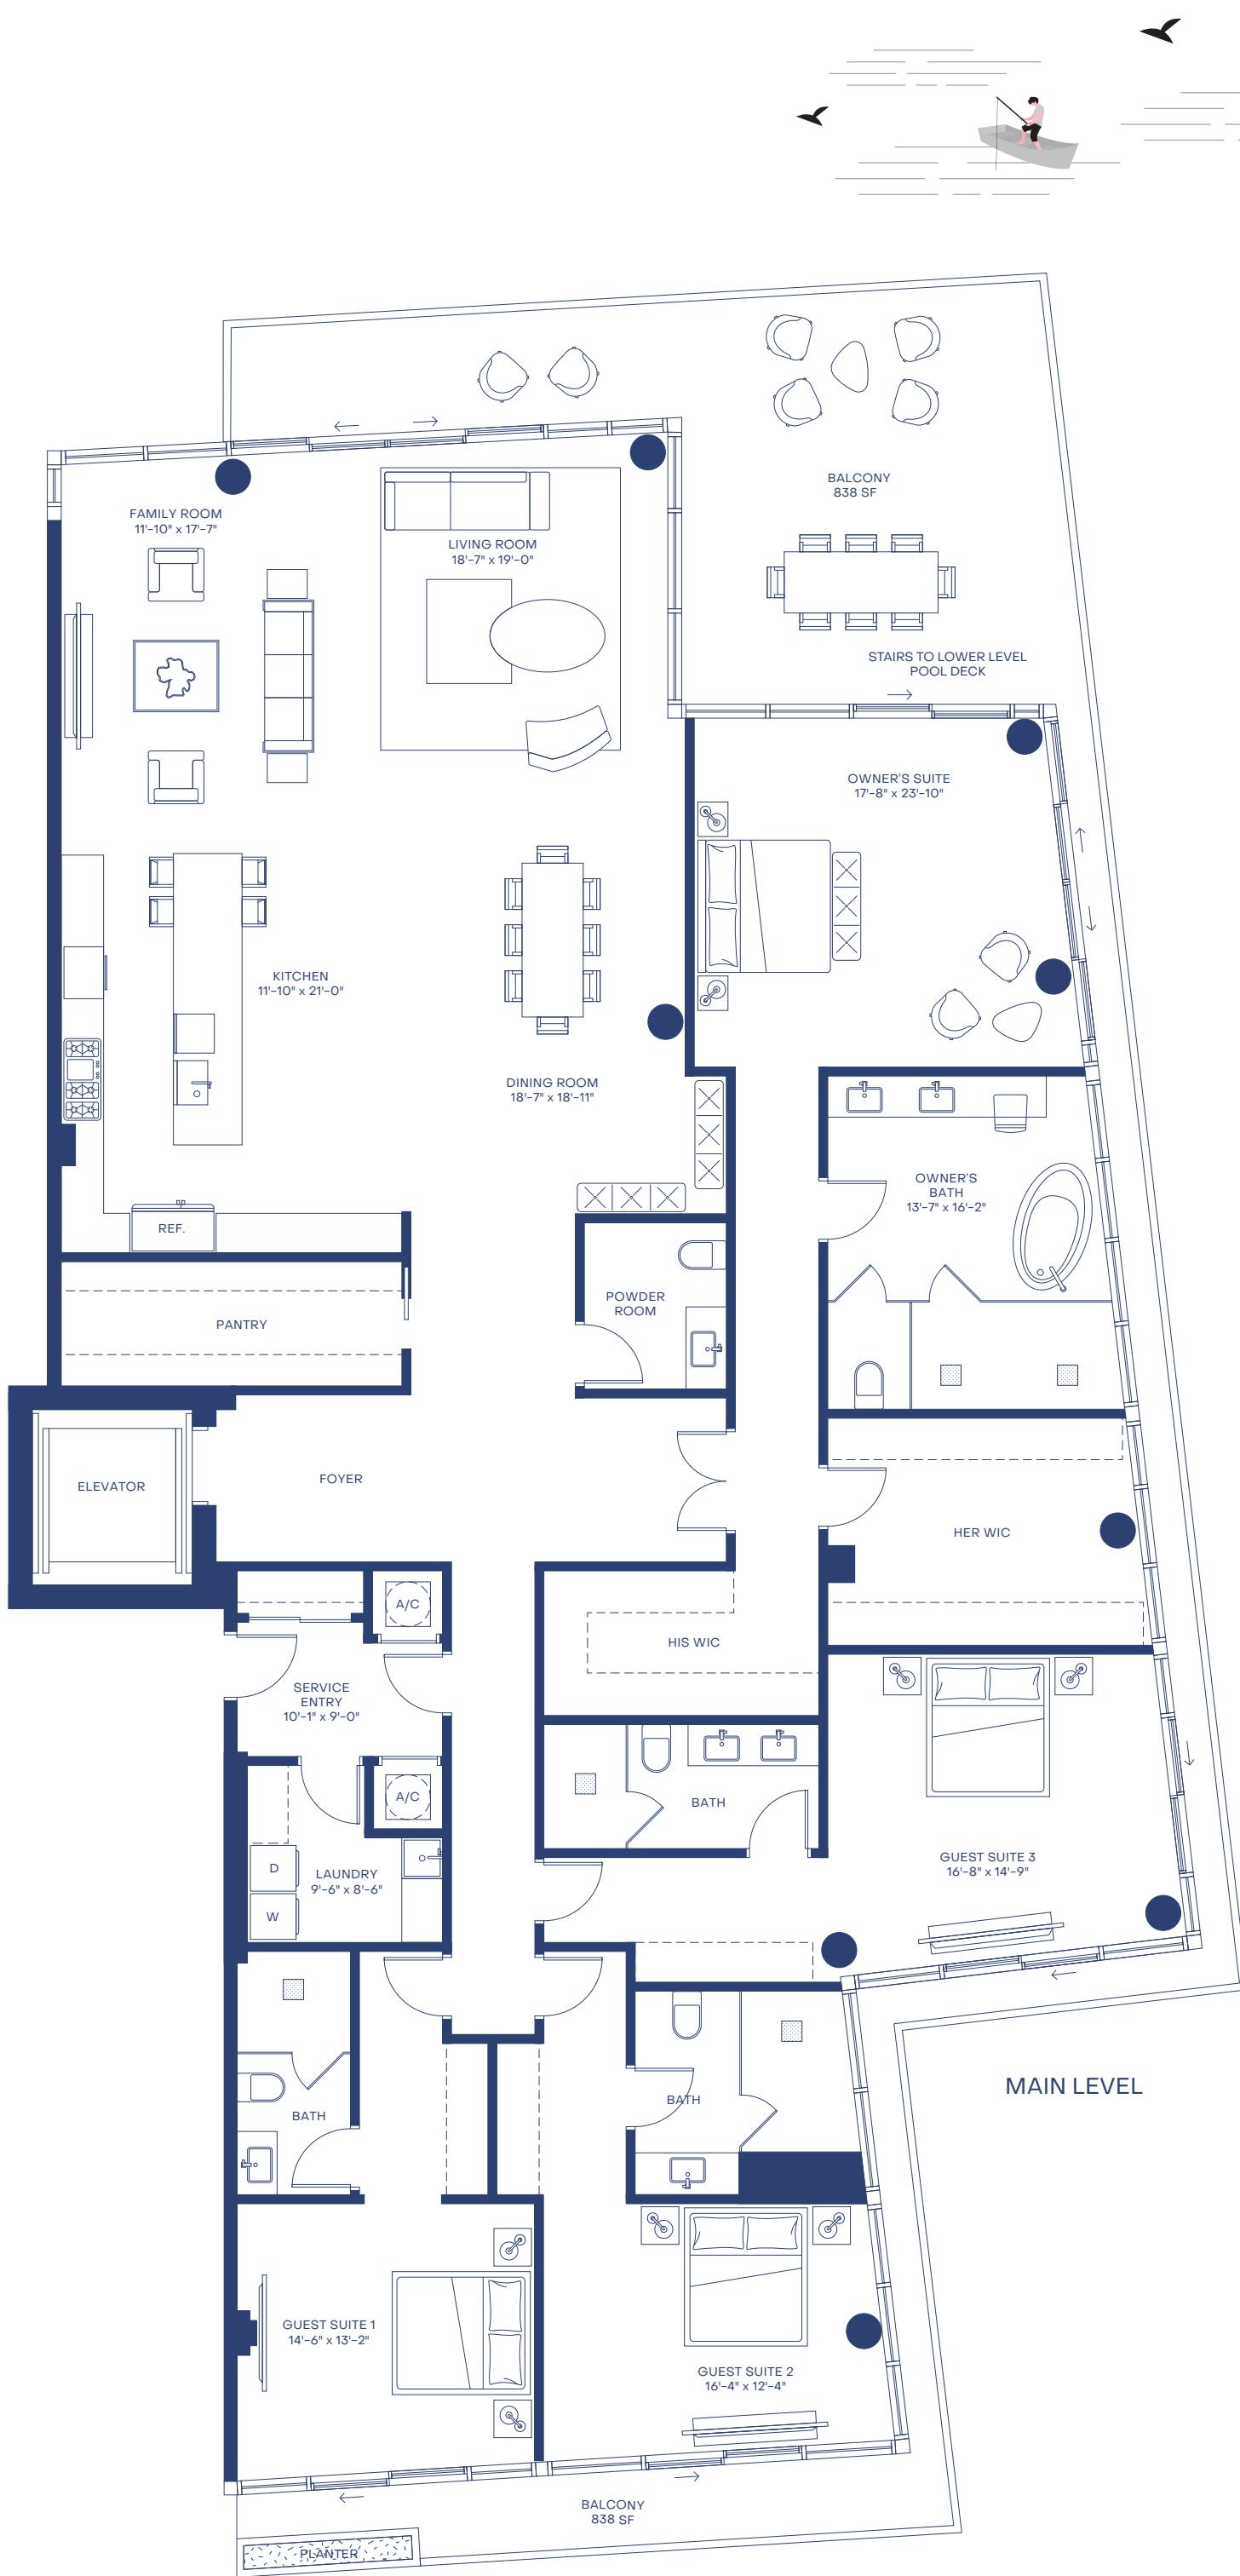 BALCONY
838 SF
FAMILY ROOM
11'-10" x 17'-7"
LIVING ROOM
18'-7" x 19'-0"
STAIRS TO LOWER LEVEL
POOL DECK
OWNER'S SUITE
17'-8" x 23'-10"
KITCHEN
11'-10" x 21'-0"
DINING ROOM
18'-7" x 18'-11"
OWNER'S
BATH
13'-7" x 16'-2"
REF.
POWDER
ROOM
PANTRY
ELEVATOR
FOYER
HER WIC
A/C
HIS WIC
SERVICE
ENTRY
10'-1" x 9'-0"
A/C
BATH
D
LAUNDRY
9'-6" x 8'-6"
W
GUEST SUITE 3
16'-8" x 14'-9"
MAIN LEVEL
BATH
BATH
GUEST SUITE 1
14'-6" x 13'-2"
GUEST SUITE 2
16'-4" x 12'-4"
BALCONY
838 SF
PLANTER